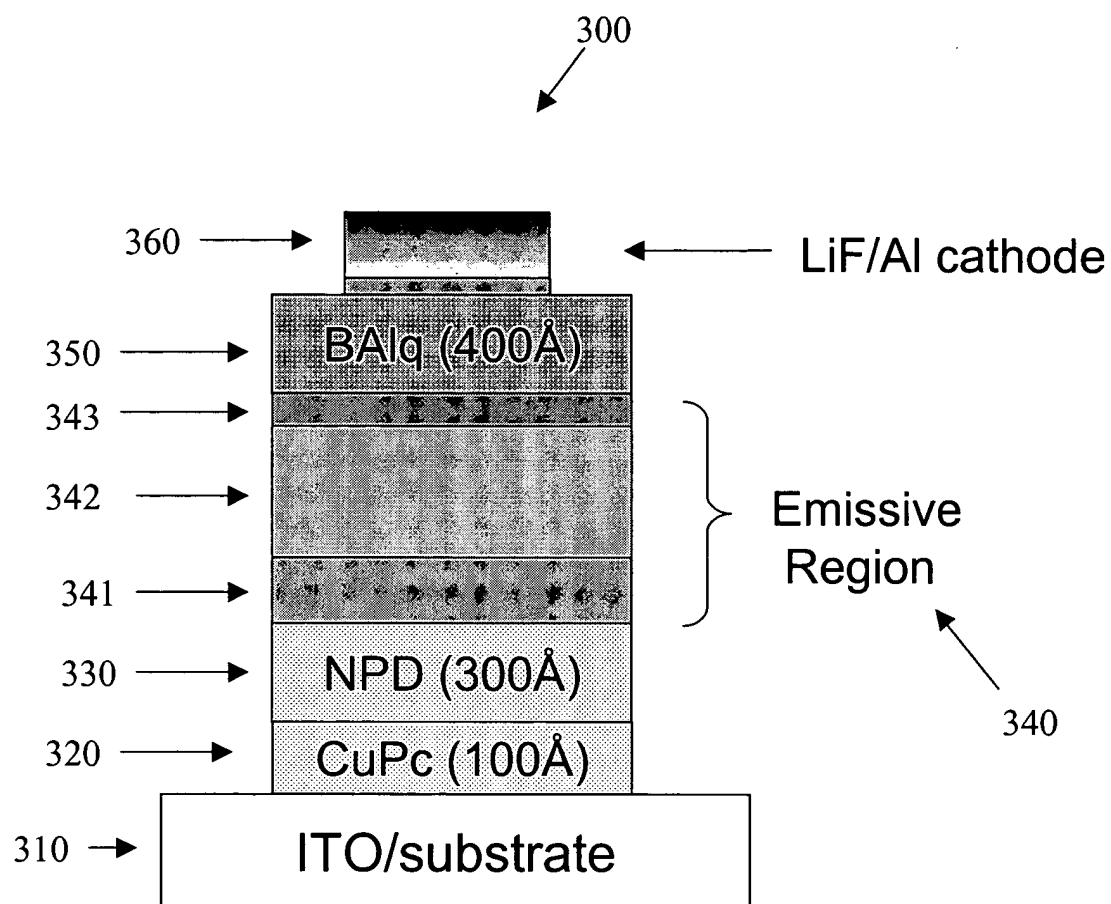 300
360
LiF/Al cathode
350
BAlq (400Å)
343
342
Emissive
Region
341
330
NPD (300Å)
340
320
CuPc (100Å)
310
ITO/substrate